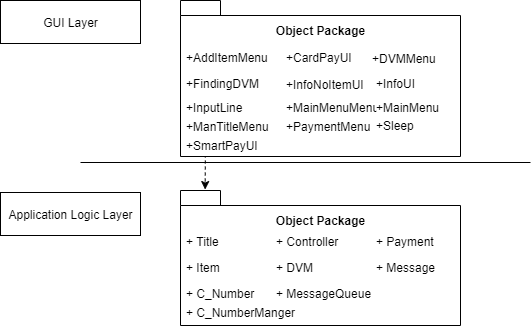 GUI Layer
Object Package
+AddItemMenu +CardPayUI +DVMMenu
+FindingDVM +InfoNoItemUI +InfoUI
+InputLine +MainMenuMenu +MainMenu
+ManTitleMenu +PaymentMenu +Sleep
+SmartPayUI
Application Logic Layer
Object Package
+ Title + Controller + Payment
+ Item + DVM + Message
+ C_Number + MessageQueue
+ C_NumberManger